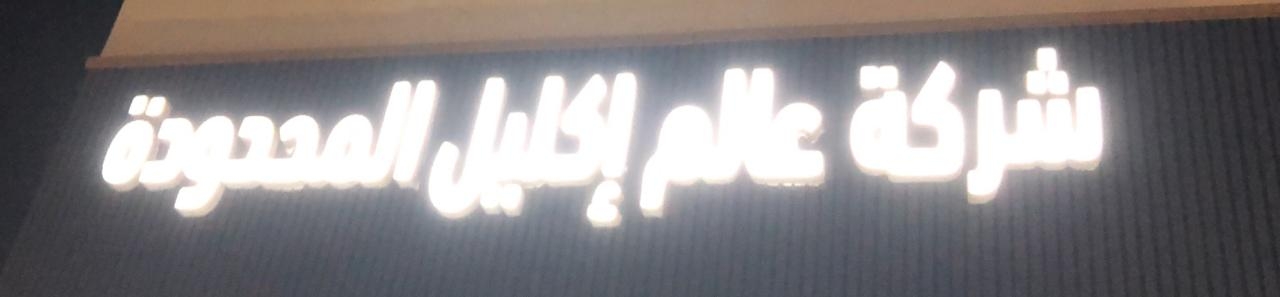 شركة عالم إكليل المحدودة